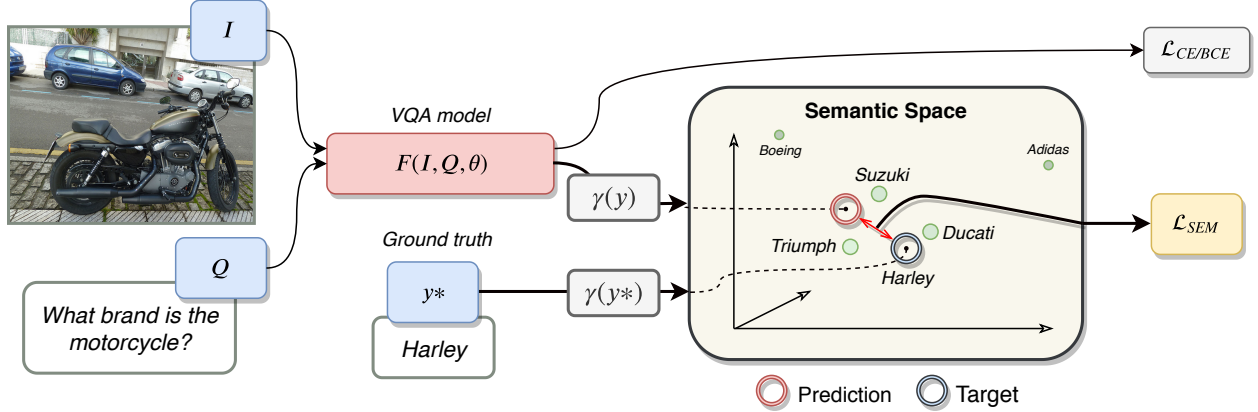 I
VQA model
F(I, Q, θ)
Q
What brand is the
motorcycle?
Ground truth
y*
Harley
γ(y)
γ(y*)
Semantic Space
Boeing
Adidas
Suzuki
Triumph
Ducati
Harley
Prediction
Target
ℒCE/BCE
ℒSEM